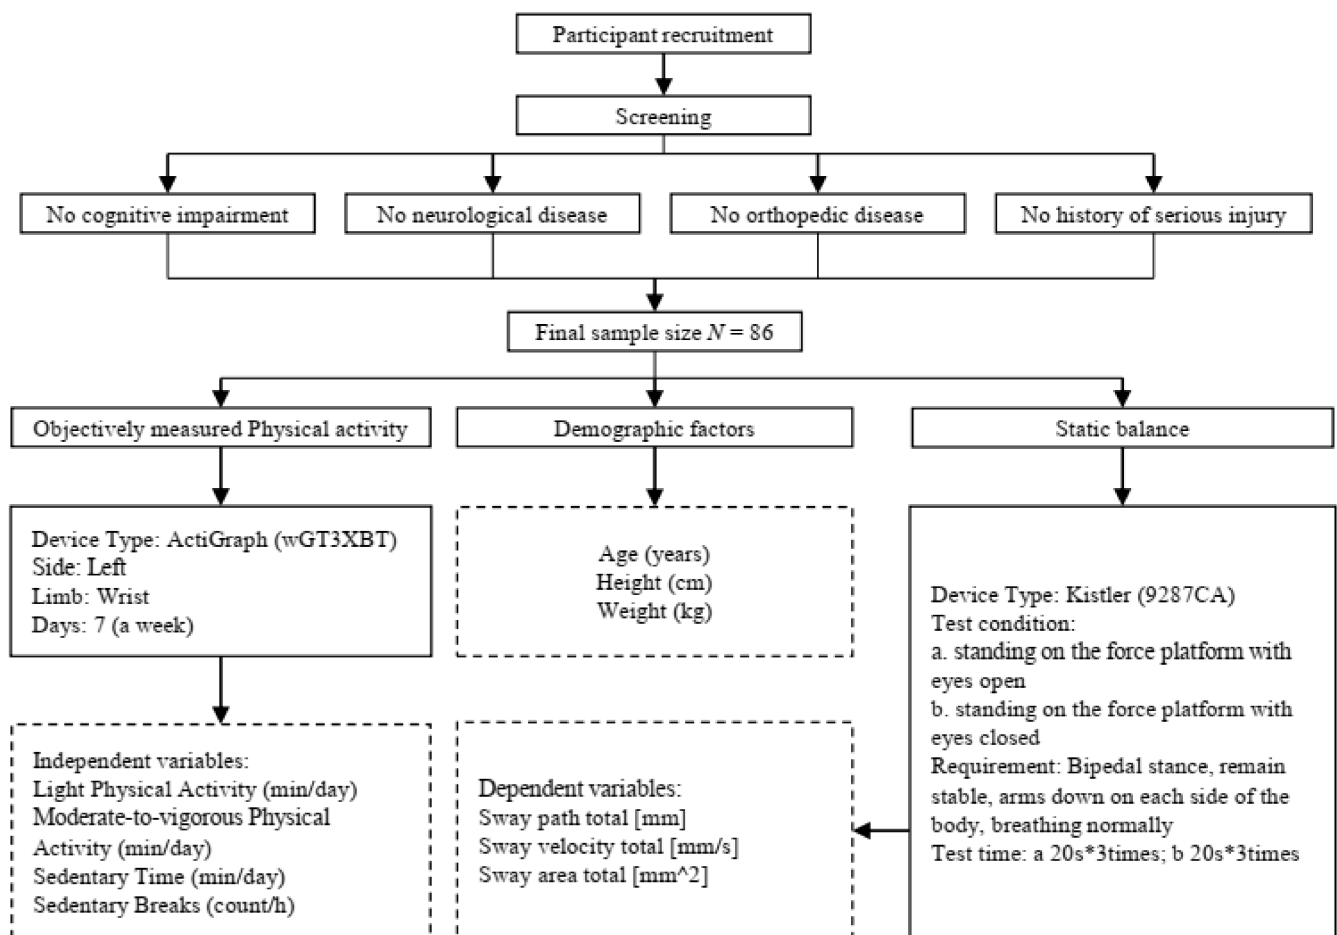 Participant recruitment
Screening
No cognitive impairment
No neurological disease
No orthopedic disease
No history of serious injury
Final sample size N = 86
Objectively measured Physical activity
Demographic factors
Static balance
Device Type: ActiGraph (wGT3XBT)
Side: Left
Limb: Wrist
Days: 7 (a week)
Age (years)
Height (cm)
Weight (kg)
Device Type: Kistler (9287CA)
Test condition:
a. standing on the force platform with
eyes open
b. standing on the force platform with
eyes closed
Requirement: Bipedal stance, remain
stable, arms down on each side of the
body, breathing normally
Test time: a 20s*3times; b 20s*3times
Independent variables:
Light Physical Activity (min/day)
Moderate-to-vigorous Physical
Activity (min/day)
Sedentary Time (min/day)
Sedentary Breaks (count/h)
Dependent variables:
Sway path total [mm]
Sway velocity total [mm/s]
Sway area total [mm^2]